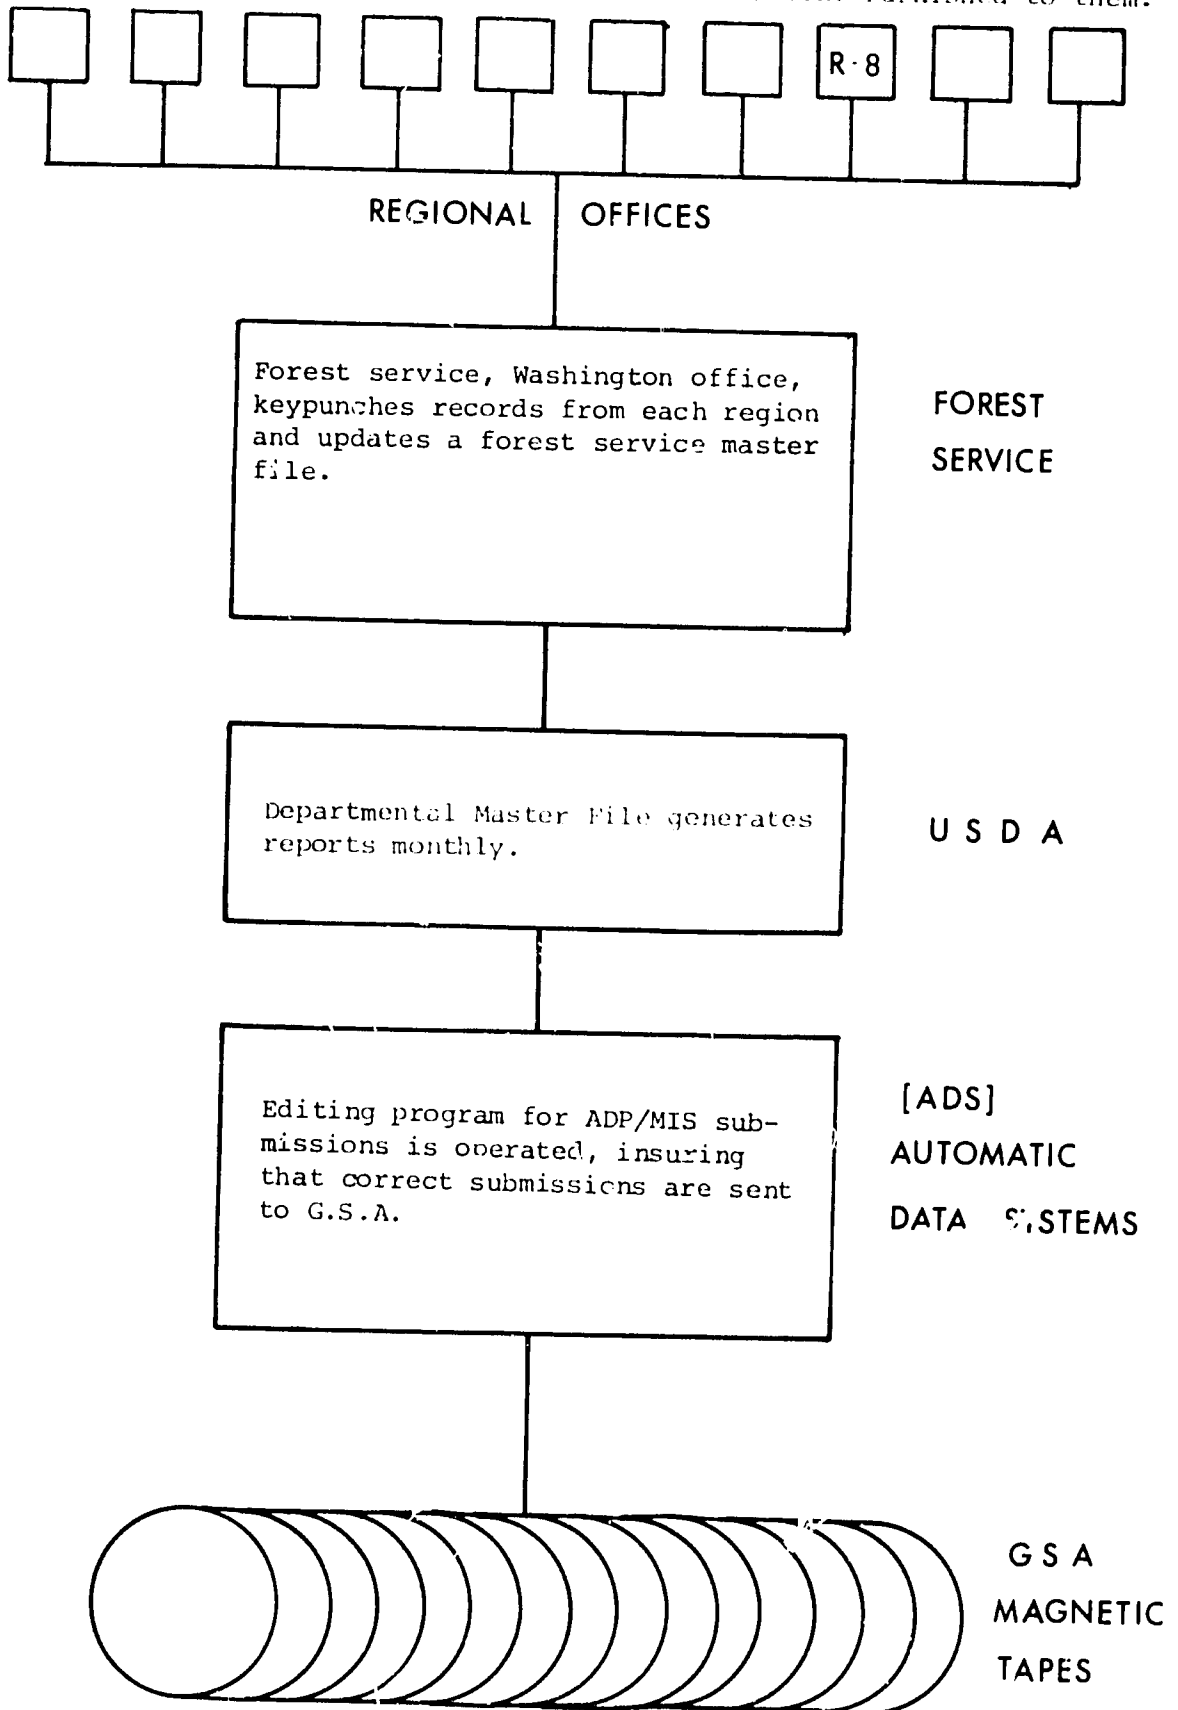 to them.
R-8
REGIONAL OFFICES
Forest service, Washington office,
keypunches records from each region
and updates a forest service master
file.
FOREST
SERVICE
Departmental Master File generates
reports monthly.
U S D A
Editing program for ADP/MIS sub-
missions is operated, insuring
that correct submissions are sent
to G.S.A.
[ADS]
AUTOMATIC
DATA SYSTEMS
G S A
MAGNETIC
TAPES